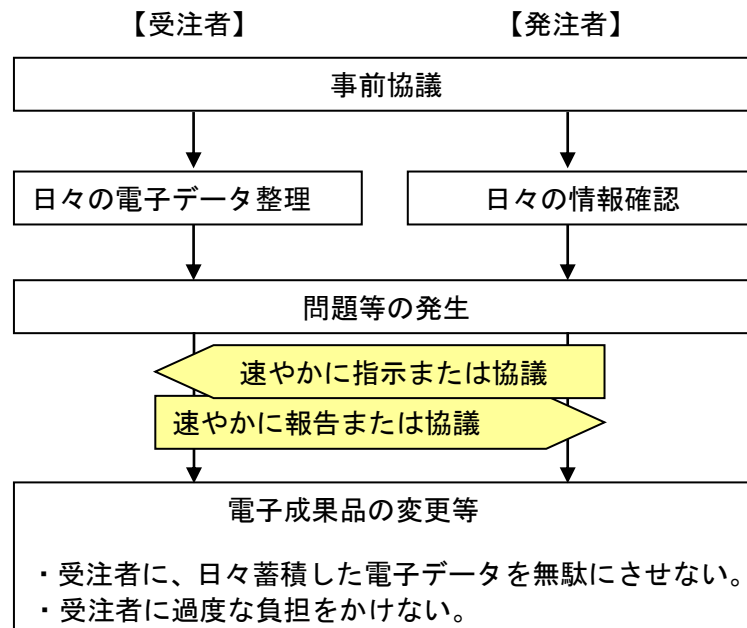 【受注者】
【発注者】
事前協議
日々の電子データ整理
日々の情報確認
問題等の発生
速やかに指示または協議
速やかに報告または協議
電子成果品の変更等
・受注者に、日々蓄積した電子データを無駄にさせない。
・受注者に過度な負担をかけない。